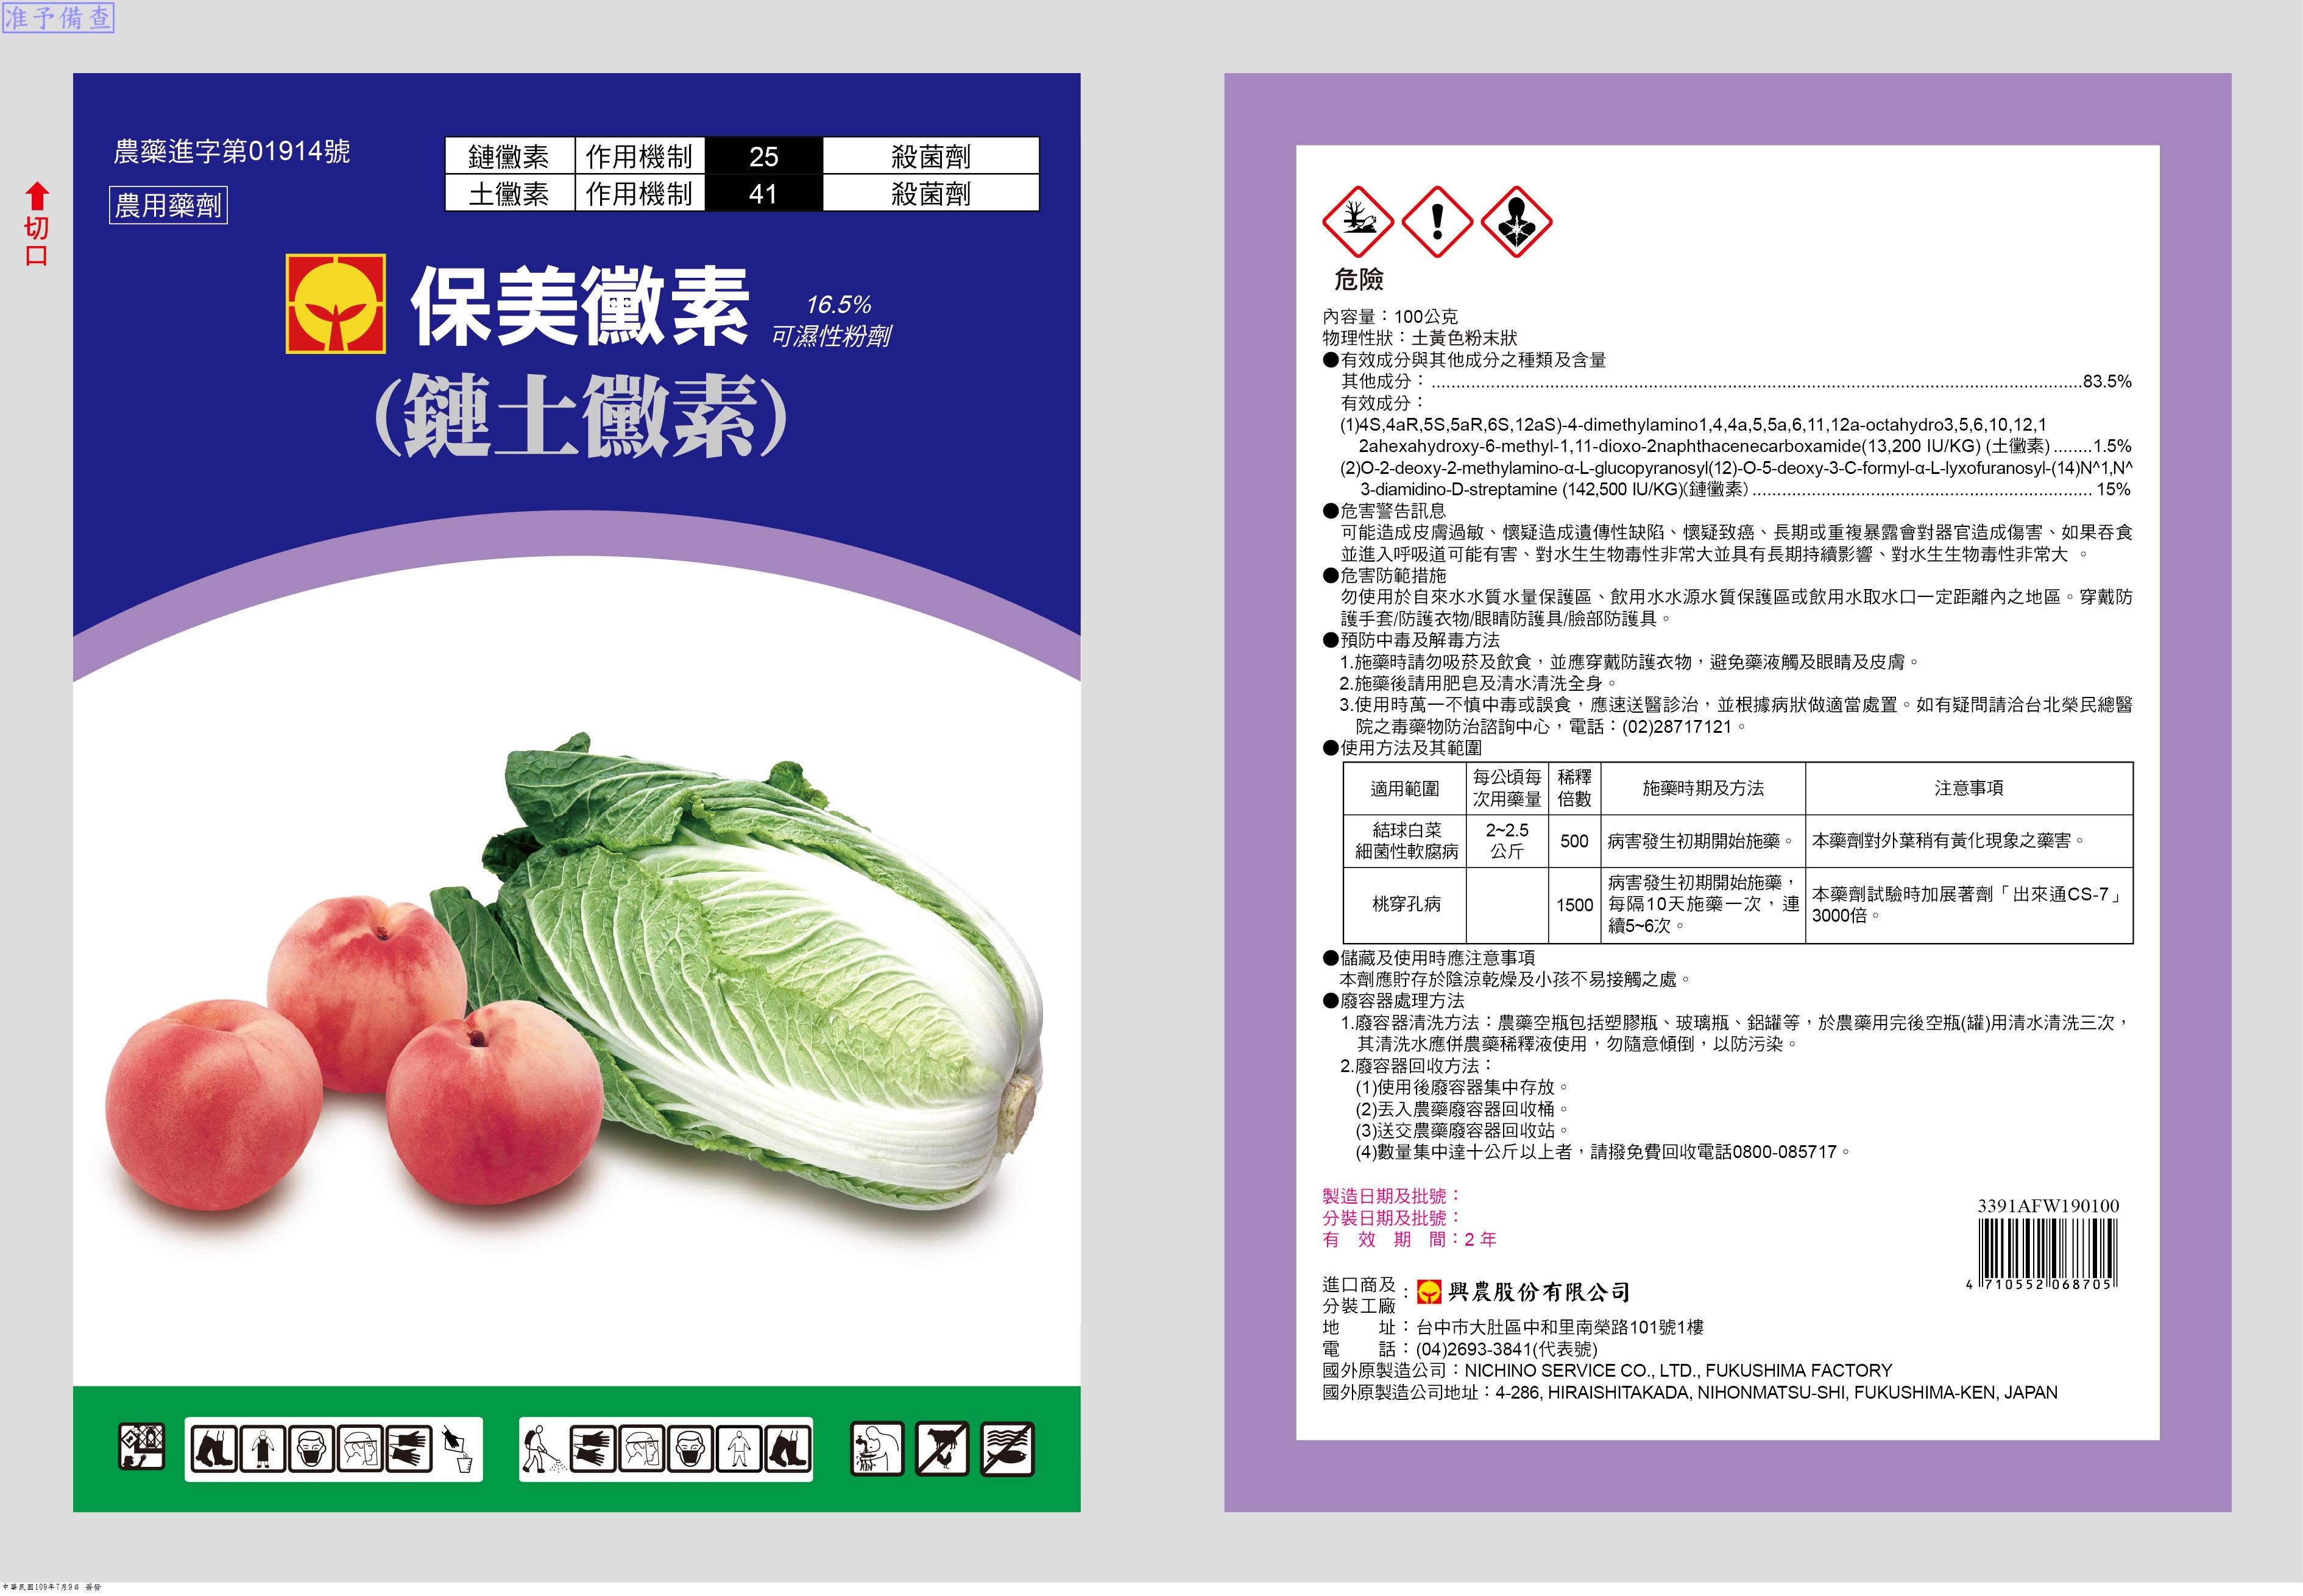 准予備查
切口
農藥進字第01914號
農用藥劑
鏈黴素 作用機制 25 殺菌劑
土黴素 作用機制 41 殺菌劑
保美黴素
16.5%
可濕性粉劑
(鏈土黴素)
危險
內容量：100公克
物理性狀：土黃色粉末狀
●有效成分與其他成分之種類及含量
其他成分：..........83.5%
有效成分：
(1)4S,4aR,5S,5aR,6S,12aS)-4-dimethylamino1,4,4a,5,5a,6,11,12a-octahydro3,5,6,10,12,1
2ahexahydroxy-6-methyl-1,11-dioxo-2naphthacenecarboxamide(13,200 IU/KG) (土黴素)........1.5%
(2)O-2-deoxy-2-methylamino-α-L-glucopyranosyl(12)-O-5-deoxy-3-C-formyl-α-L-lyxofuranosyl-(14)N^1,N^
3-diamidino-D-streptamine (142,500 IU/KG)(鏈黴素)..........15%
●危害警告訊息
可能造成皮膚過敏、懷疑造成遺傳性缺陷、懷疑致癌、長期或重複暴露會對器官造成傷害、如果吞食
並進入呼吸道可能有害、對水生生物毒性非常大並具有長期持續影響、對水生生物毒性非常大 。
●危害防範措施
勿使用於自來水水質水量保護區、飲用水水源水質保護區或飲用水取水口一定距離內之地區。穿戴防
護手套/防護衣物/眼睛防護具/臉部防護具。
●預防中毒及解毒方法
1.施藥時請勿吸菸及飲食，並應穿戴防護衣物，避免藥液觸及眼睛及皮膚。
2.施藥後請用肥皂及清水清洗全身。
3.使用時萬一不慎中毒或誤食，應速送醫診治，並根據病狀做適當處置。如有疑問請洽台北榮民總醫
院之毒藥物防治諮詢中心，電話：(02)28717121。
●使用方法及其範圍
適用範圍 每公頃每次用藥量 稀釋倍數 施藥時期及方法 注意事項
結球白菜細菌性軟腐病 2~2.5公斤 500 病害發生初期開始施藥。 本藥劑對外葉稍有黃化現象之藥害。
桃穿孔病 1500 病害發生初期開始施藥，每隔10天施藥一次，連續5~6次。 本藥劑試驗時加展著劑「出來通CS-7」3000倍。
●儲藏及使用時應注意事項
本劑應貯存於陰涼乾燥及小孩不易接觸之處。
●廢容器處理方法
1.廢容器清洗方法：農藥空瓶包括塑膠瓶、玻璃瓶、鋁罐等，於農藥用完後空瓶(罐)用清水清洗三次，
其清洗水應併農藥稀釋液使用，勿隨意傾倒，以防污染。
2.廢容器回收方法：
(1)使用後廢容器集中存放。
(2)丟入農藥廢容器回收桶。
(3)送交農藥廢容器回收站。
(4)數量集中達十公斤以上者，請撥免費回收電話0800-085717。
製造日期及批號：
分裝日期及批號：
有 效 期 間：2 年
3391AFW190100
4 710552 068705
進口商及分裝工廠：興農股份有限公司
地 址：台中市大肚區中和里南榮路101號1樓
電 話：(04)2693-3841(代表號)
國外原製造公司：NICHINO SERVICE CO., LTD., FUKUSHIMA FACTORY
國外原製造公司地址：4-286, HIRAISHITAKADA, NIHONMATSU-SHI, FUKUSHIMA-KEN, JAPAN
中華民國109年7月9日 簽發